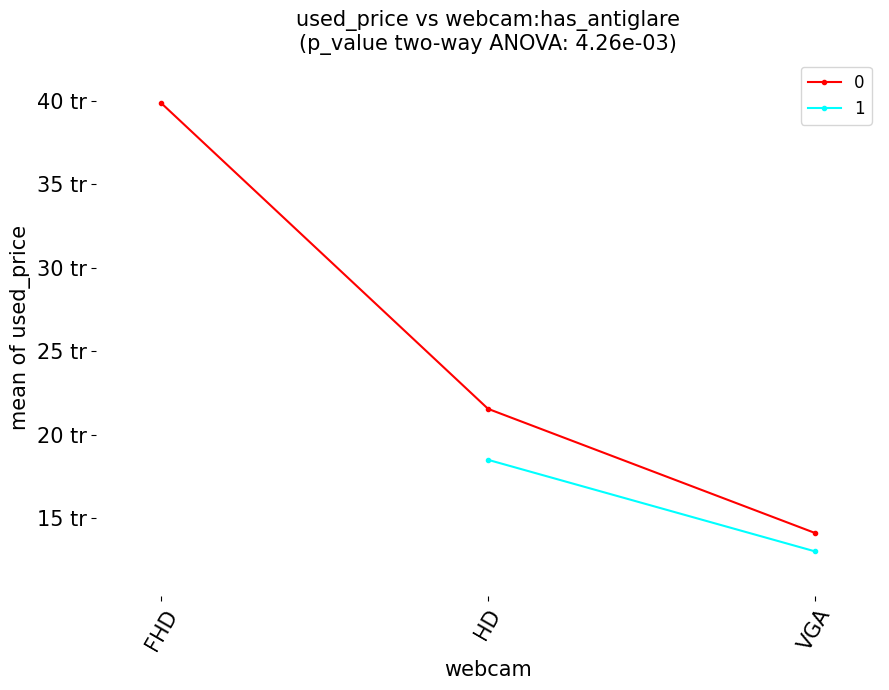 used_price vs webcam:has_antiglare
(p_value two-way ANOVA: 4.26e-03)
0
1
40 tr
35 tr
30 tr
25 tr
20 tr
15 tr
mean of used_price
FHD
HD
VGA
webcam